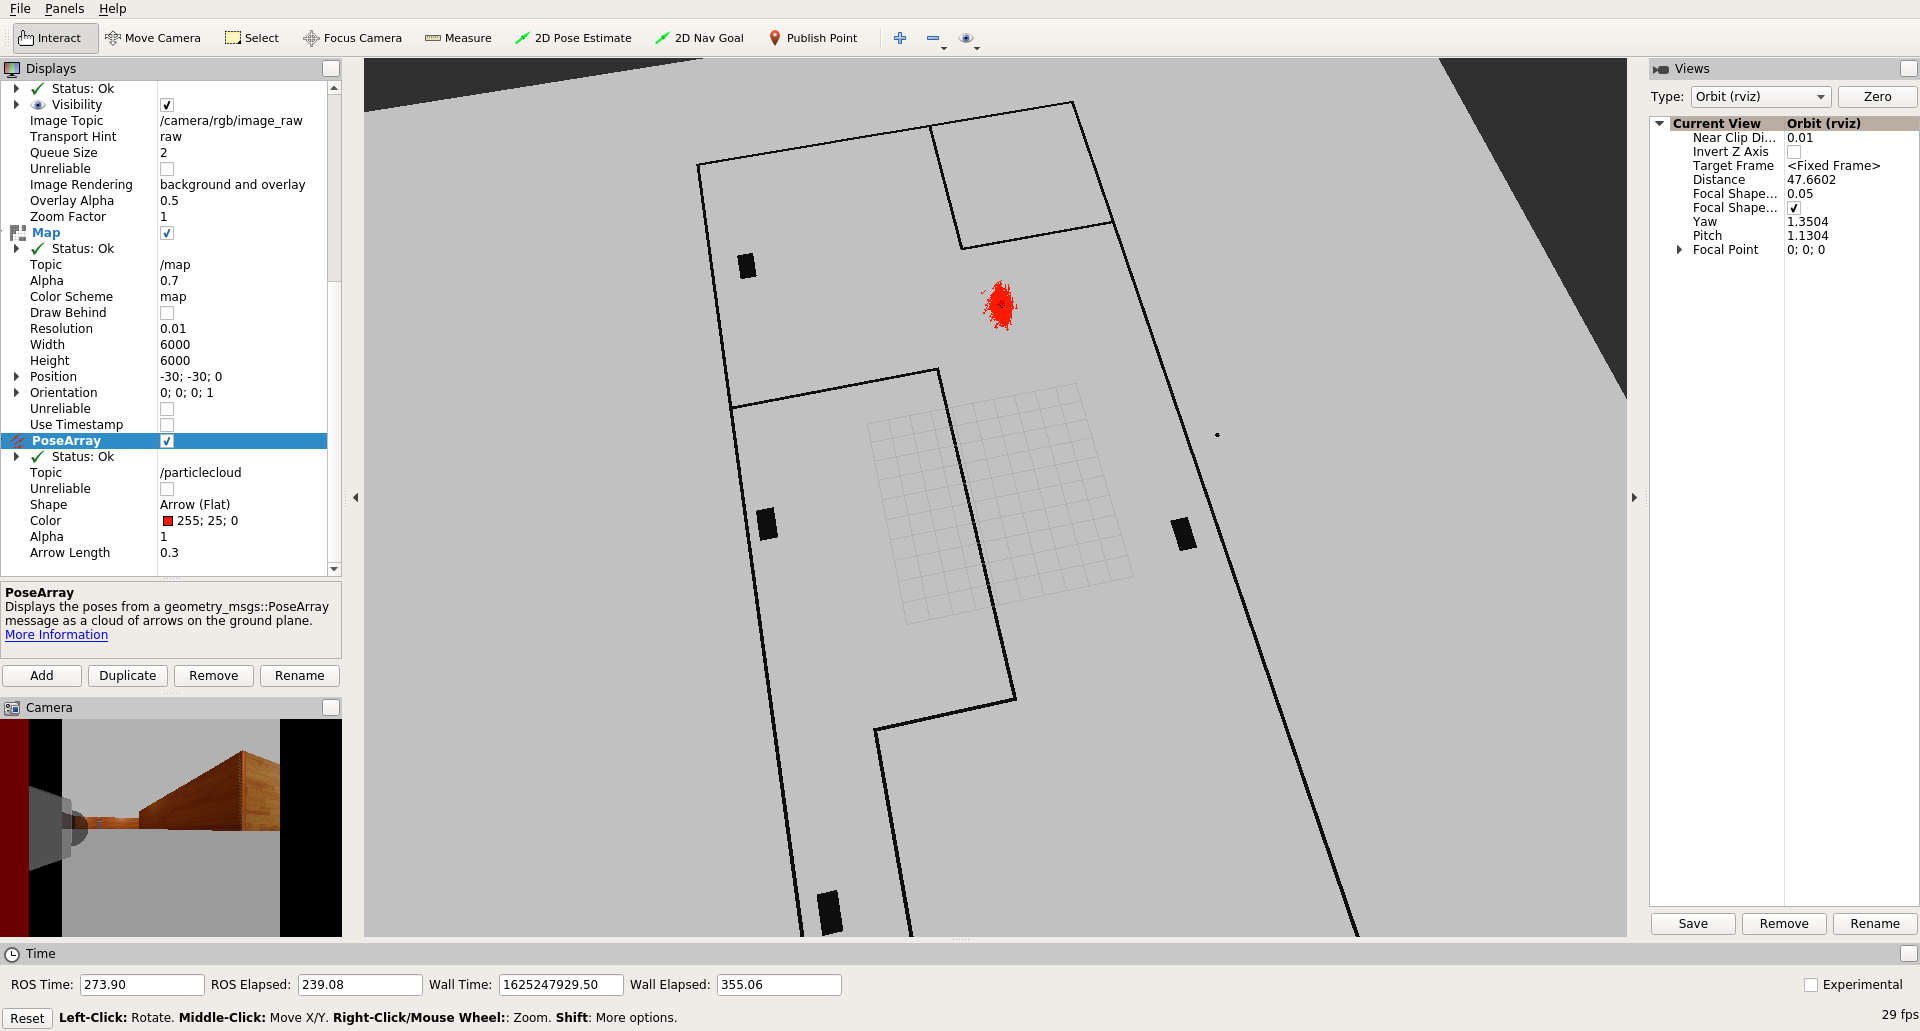 File Panels Help
Interact Move Camera Select Focus Camera Measure 2D Pose Estimate 2D Nav Goal Publish Point
Displays
Status: Ok
Visibility
Image Topic /camera/rgb/image_raw
Transport Hint raw
Queue Size 2
Unreliable
Image Rendering background and overlay
Overlay Alpha 0.5
Zoom Factor 1
Map
Status: Ok
Topic /map
Alpha 0.7
Color Scheme map
Draw Behind
Resolution 0.01
Width 6000
Height 6000
Position -30; -30; 0
Orientation 0; 0; 0; 1
Unreliable
Use Timestamp
PoseArray
Status: Ok
Topic /particlecloud
Unreliable
Shape Arrow (Flat)
Color 255; 25; 0
Alpha 1
Arrow Length 0.3
PoseArray
Displays the poses from a geometry_msgs::PoseArray
message as a cloud of arrows on the ground plane.
More Information
Add Duplicate Remove Rename
Camera
Views
Type: Orbit (rviz) Zero
Current View Orbit (rviz)
Near Clip Di... 0.01
Invert Z Axis
Target Frame <Fixed Frame>
Distance 47.6602
Focal Shape... 0.05
Focal Shape...
Yaw 1.3504
Pitch 1.1304
Focal Point 0; 0; 0
Save Remove Rename
Time
ROS Time: 273.90 ROS Elapsed: 239.08 Wall Time: 1625247929.50 Wall Elapsed: 355.06 Experimental
Reset Left-Click: Rotate. Middle-Click: Move X/Y. Right-Click/Mouse Wheel:: Zoom. Shift: More options. 29 fps